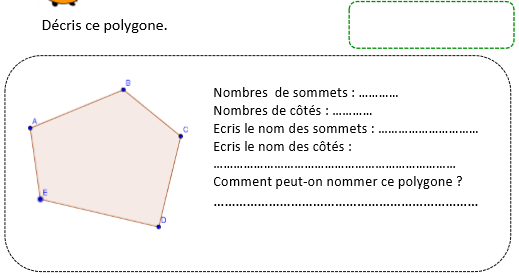 Décris ce polygone.
B
A
C
E
D
Nombres de sommets : …………
Nombres de côtés : …………
Ecris le nom des sommets : ……………………………
Ecris le nom des côtés :
………………………………………………………………………
Comment peut-on nommer ce polygone ?
……………………………………………………………………………